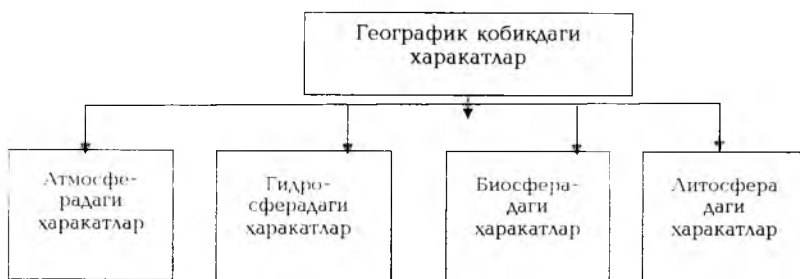 Географик қобиқдаги
ҳаракатлар
Атмосфе-
радаги
ҳаракатлар
Гидро-
сферадаги
ҳаракатлар
Биосфера-
даги
ҳаракатлар
Литосфера
даги
ҳаракатлар